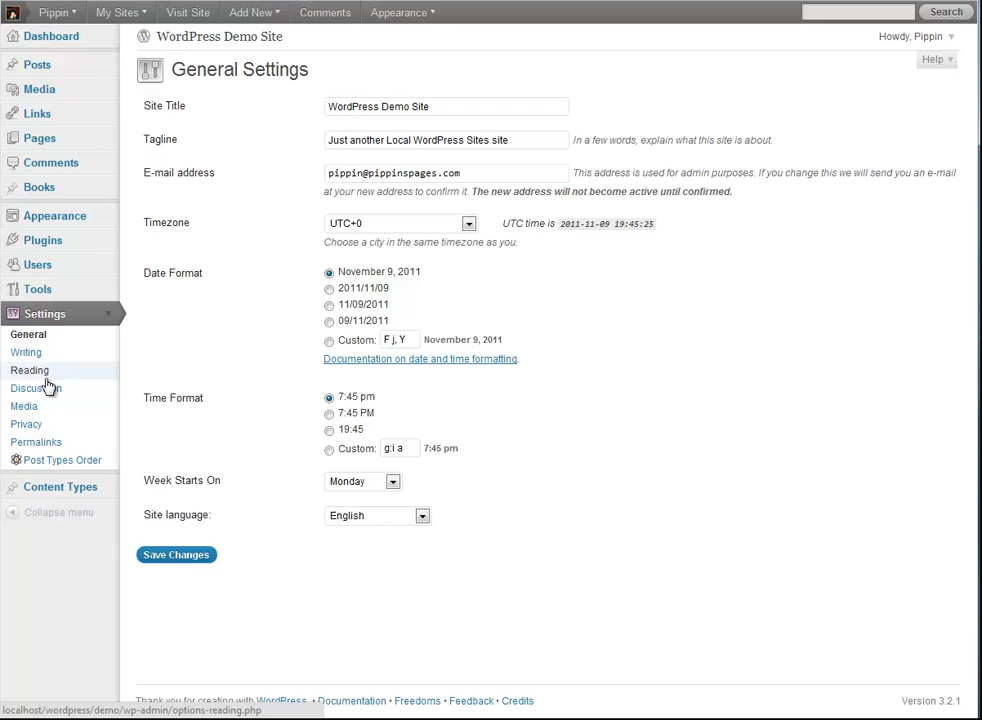 Pippin My Sites Visit Site Add New Comments Appearance Search
WordPress Demo Site Howdy, Pippin
Help
Dashboard
Posts
Media
Links
Pages
Comments
Books
Appearance
Plugins
Users
Tools
Settings
General
Writing
Reading
Discussion
Media
Privacy
Permalinks
Post Types Order
Content Types
Collapse menu
General Settings
Site Title WordPress Demo Site
Tagline Just another Local WordPress Sites site In a few words, explain what this site is about.
E-mail address pippin@pippinspages.com This address is used for admin purposes. If you change this we will send you an e-mail
at your new address to confirm it. The new address will not become active until confirmed.
Timezone UTC+0 UTC time is 2011-11-09 19:45:25
Choose a city in the same timezone as you.
Date Format November 9, 2011
2011/11/09
11/09/2011
09/11/2011
Custom: F j, Y November 9, 2011
Documentation on date and time formatting.
Time Format 7:45 pm
7:45 PM
19:45
Custom: g:i a 7:45 pm
Week Starts On Monday
Site language: English
Save Changes
Thank you for creating with WordPress. • Documentation • Freedoms • Feedback • Credits Version 3.2.1
localhost/wordpress/demo/wp-admin/options-reading.php